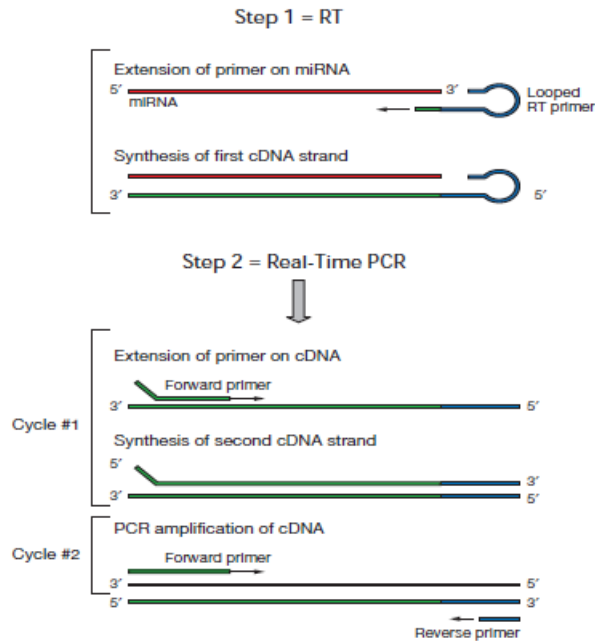 Step 1 = RT
Extension of primer on miRNA
5′ 3′
miRNA
Looped
RT primer
Synthesis of first cDNA strand
3′ 5′
Step 2 = Real-Time PCR
Extension of primer on cDNA
Forward primer
3′ 5′
Cycle #1
Synthesis of second cDNA strand
5′
3′
3′ 5′
PCR amplification of cDNA
Cycle #2
Forward primer
3′ 5′
5′ 3′
Reverse primer